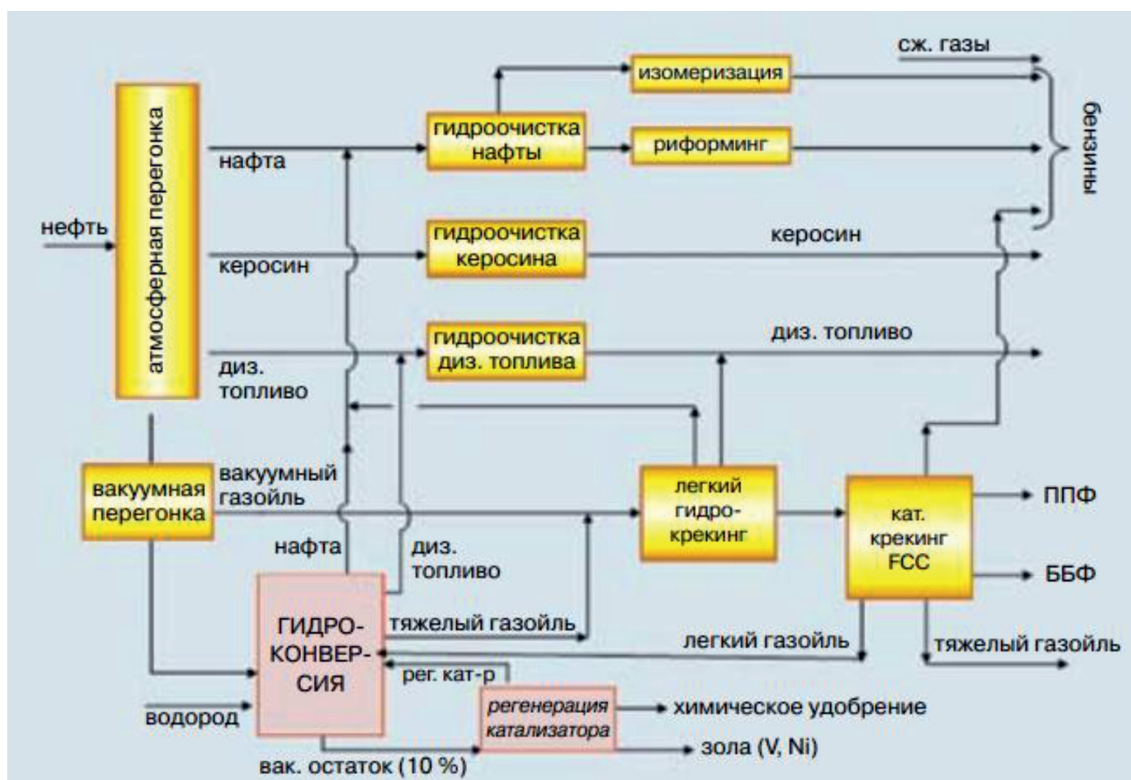 сж. газы
изомеризация
бензины
гидроочистка
нафты
риформинг
нафта
атмосферная перегонка
нефть
гидроочистка
керосина
керосин
керосин
гидроочистка
диз. топлива
диз. топливо
диз.
топливо
вакуумная
перегонка
вакуумный
газойль
легкий
гидро-
крекинг
кат.
крекинг
FCC
ППФ
ББФ
нафта
диз.
топливо
ГИДРО-
КОНВЕР-
СИЯ
тяжелый газойль
легкий газойль
тяжелый газойль
рег. кат-р
водород
регенерация
катализатора
химическое удобрение
зола (V, Ni)
вак. остаток (10 %)